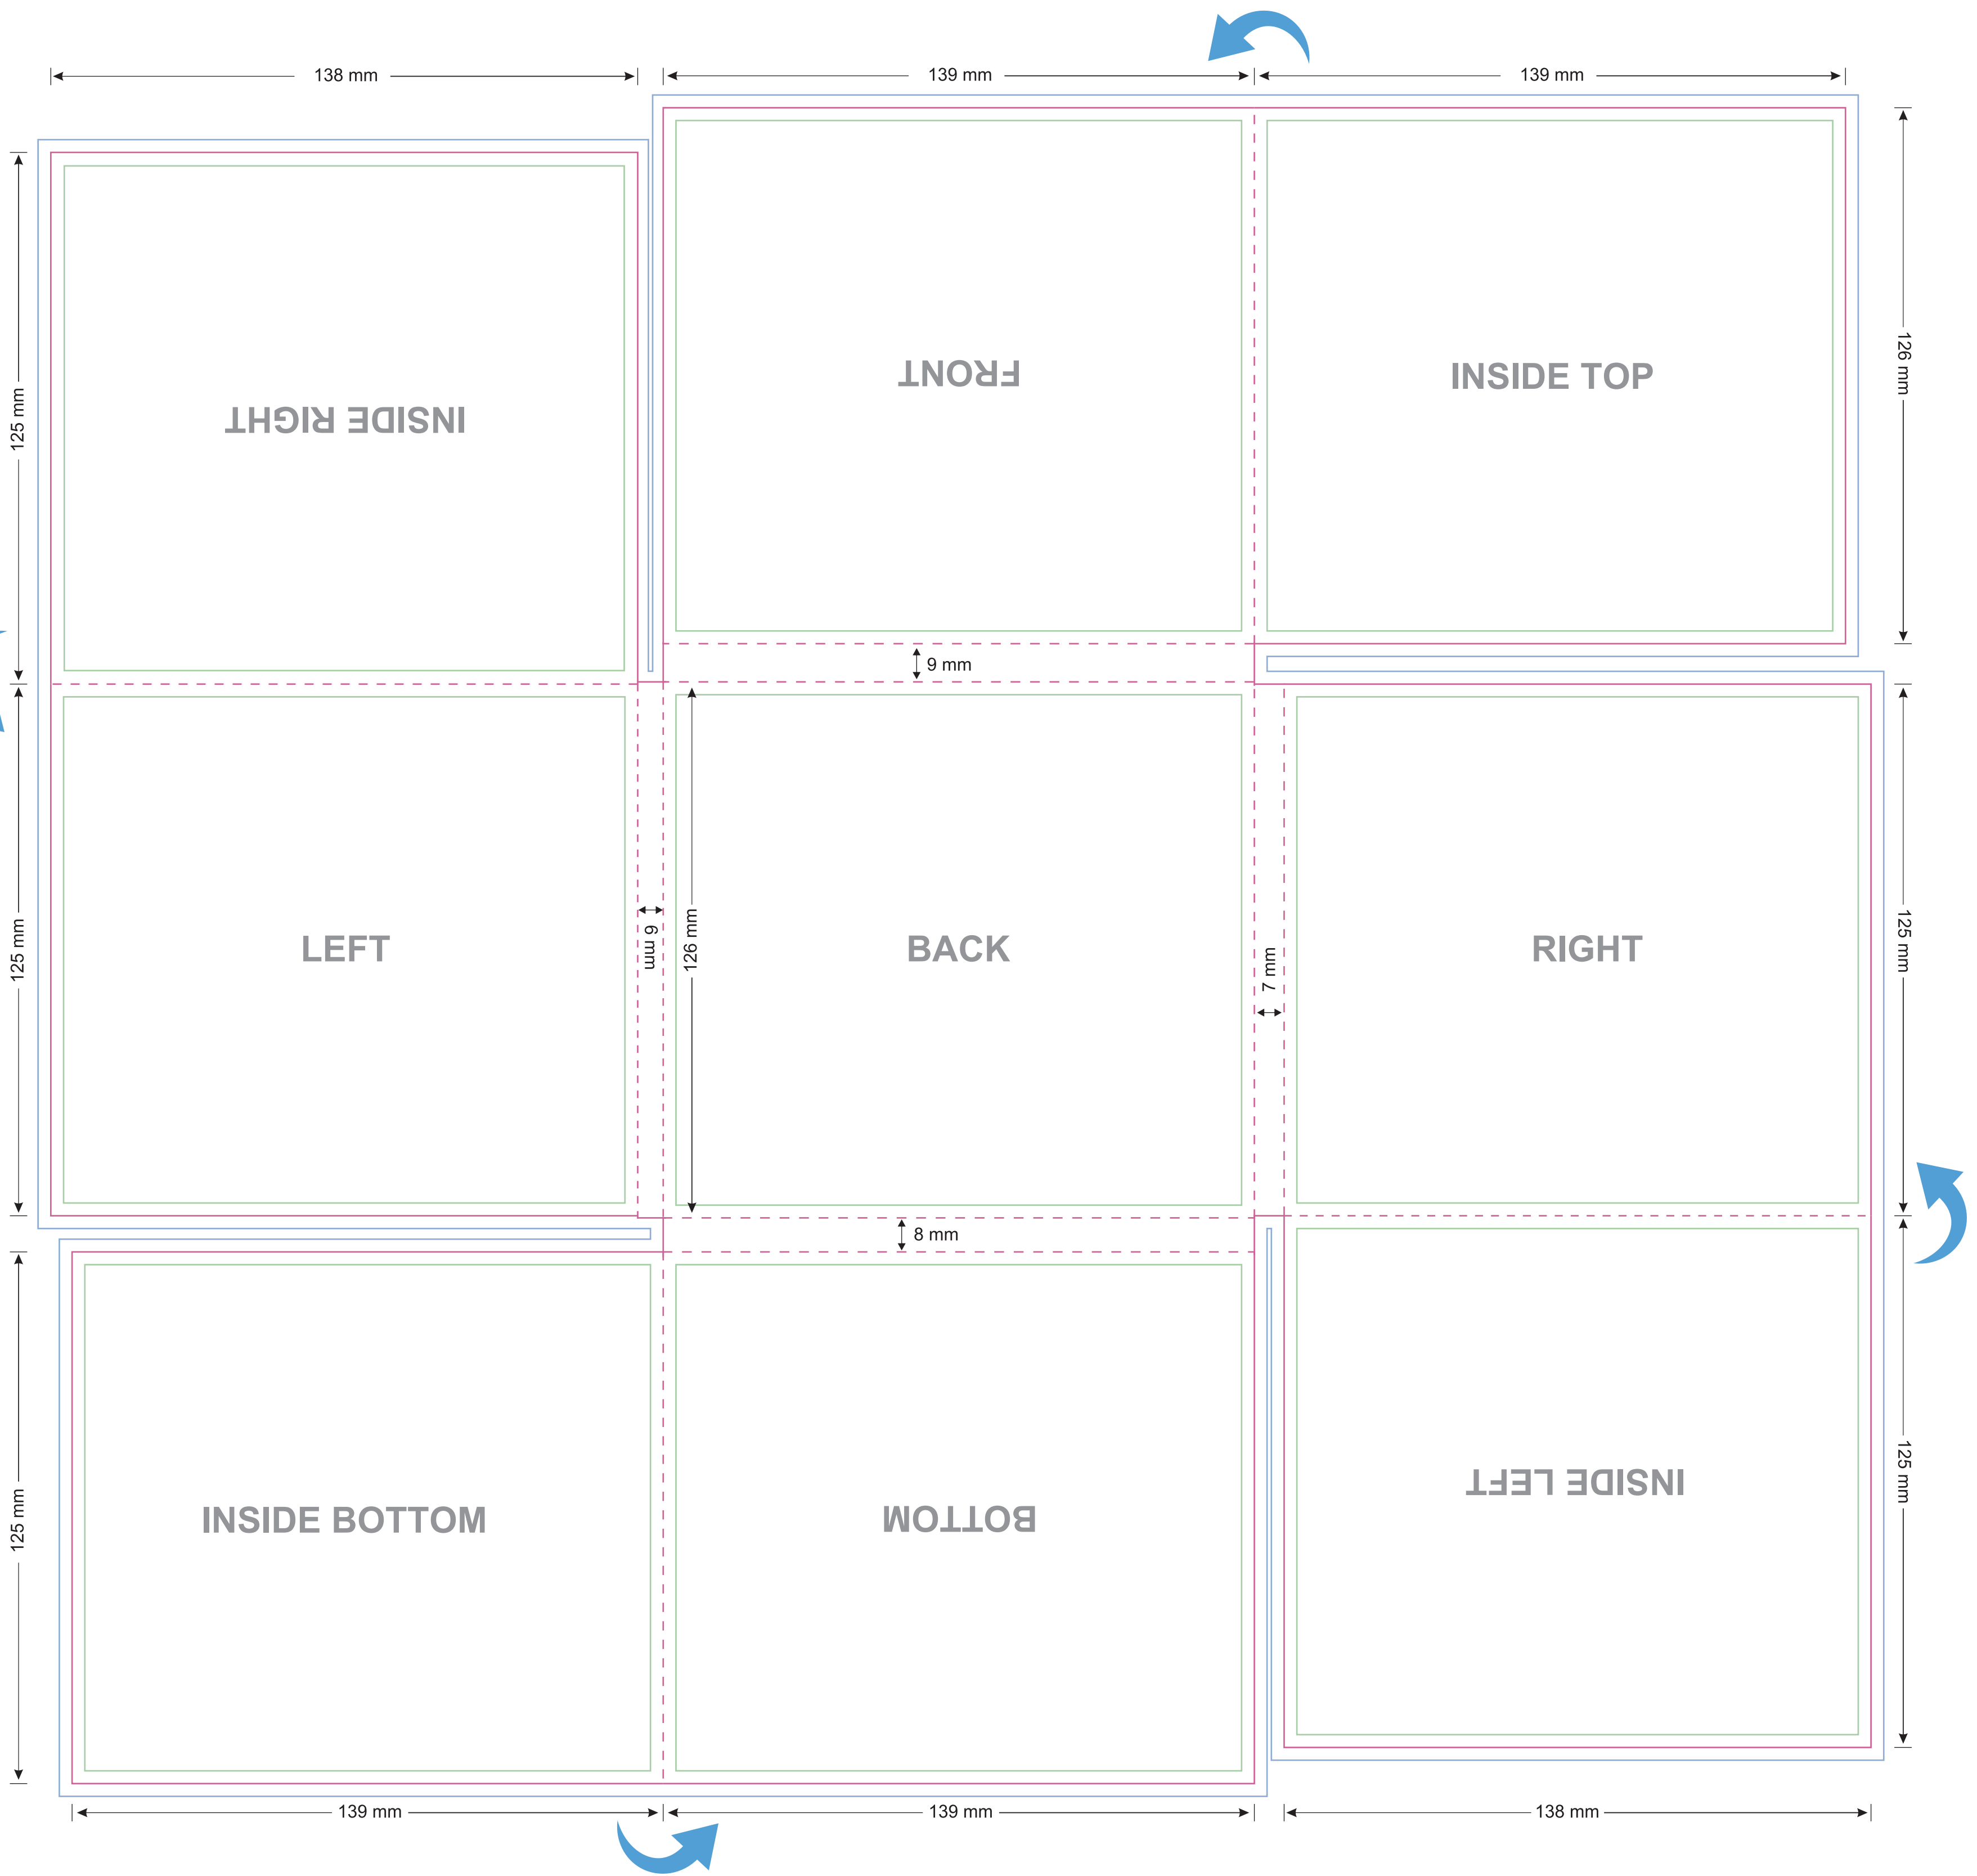 138 mm
139 mm
139 mm
125 mm
INSIDE RIGHT
FRONT
INSIDE TOP
126 mm
9 mm
125 mm
LEFT
6 mm
126 mm
BACK
7 mm
RIGHT
125 mm
8 mm
125 mm
INSIDE BOTTOM
BOTTOM
INSIDE LEFT
125 mm
139 mm
139 mm
138 mm